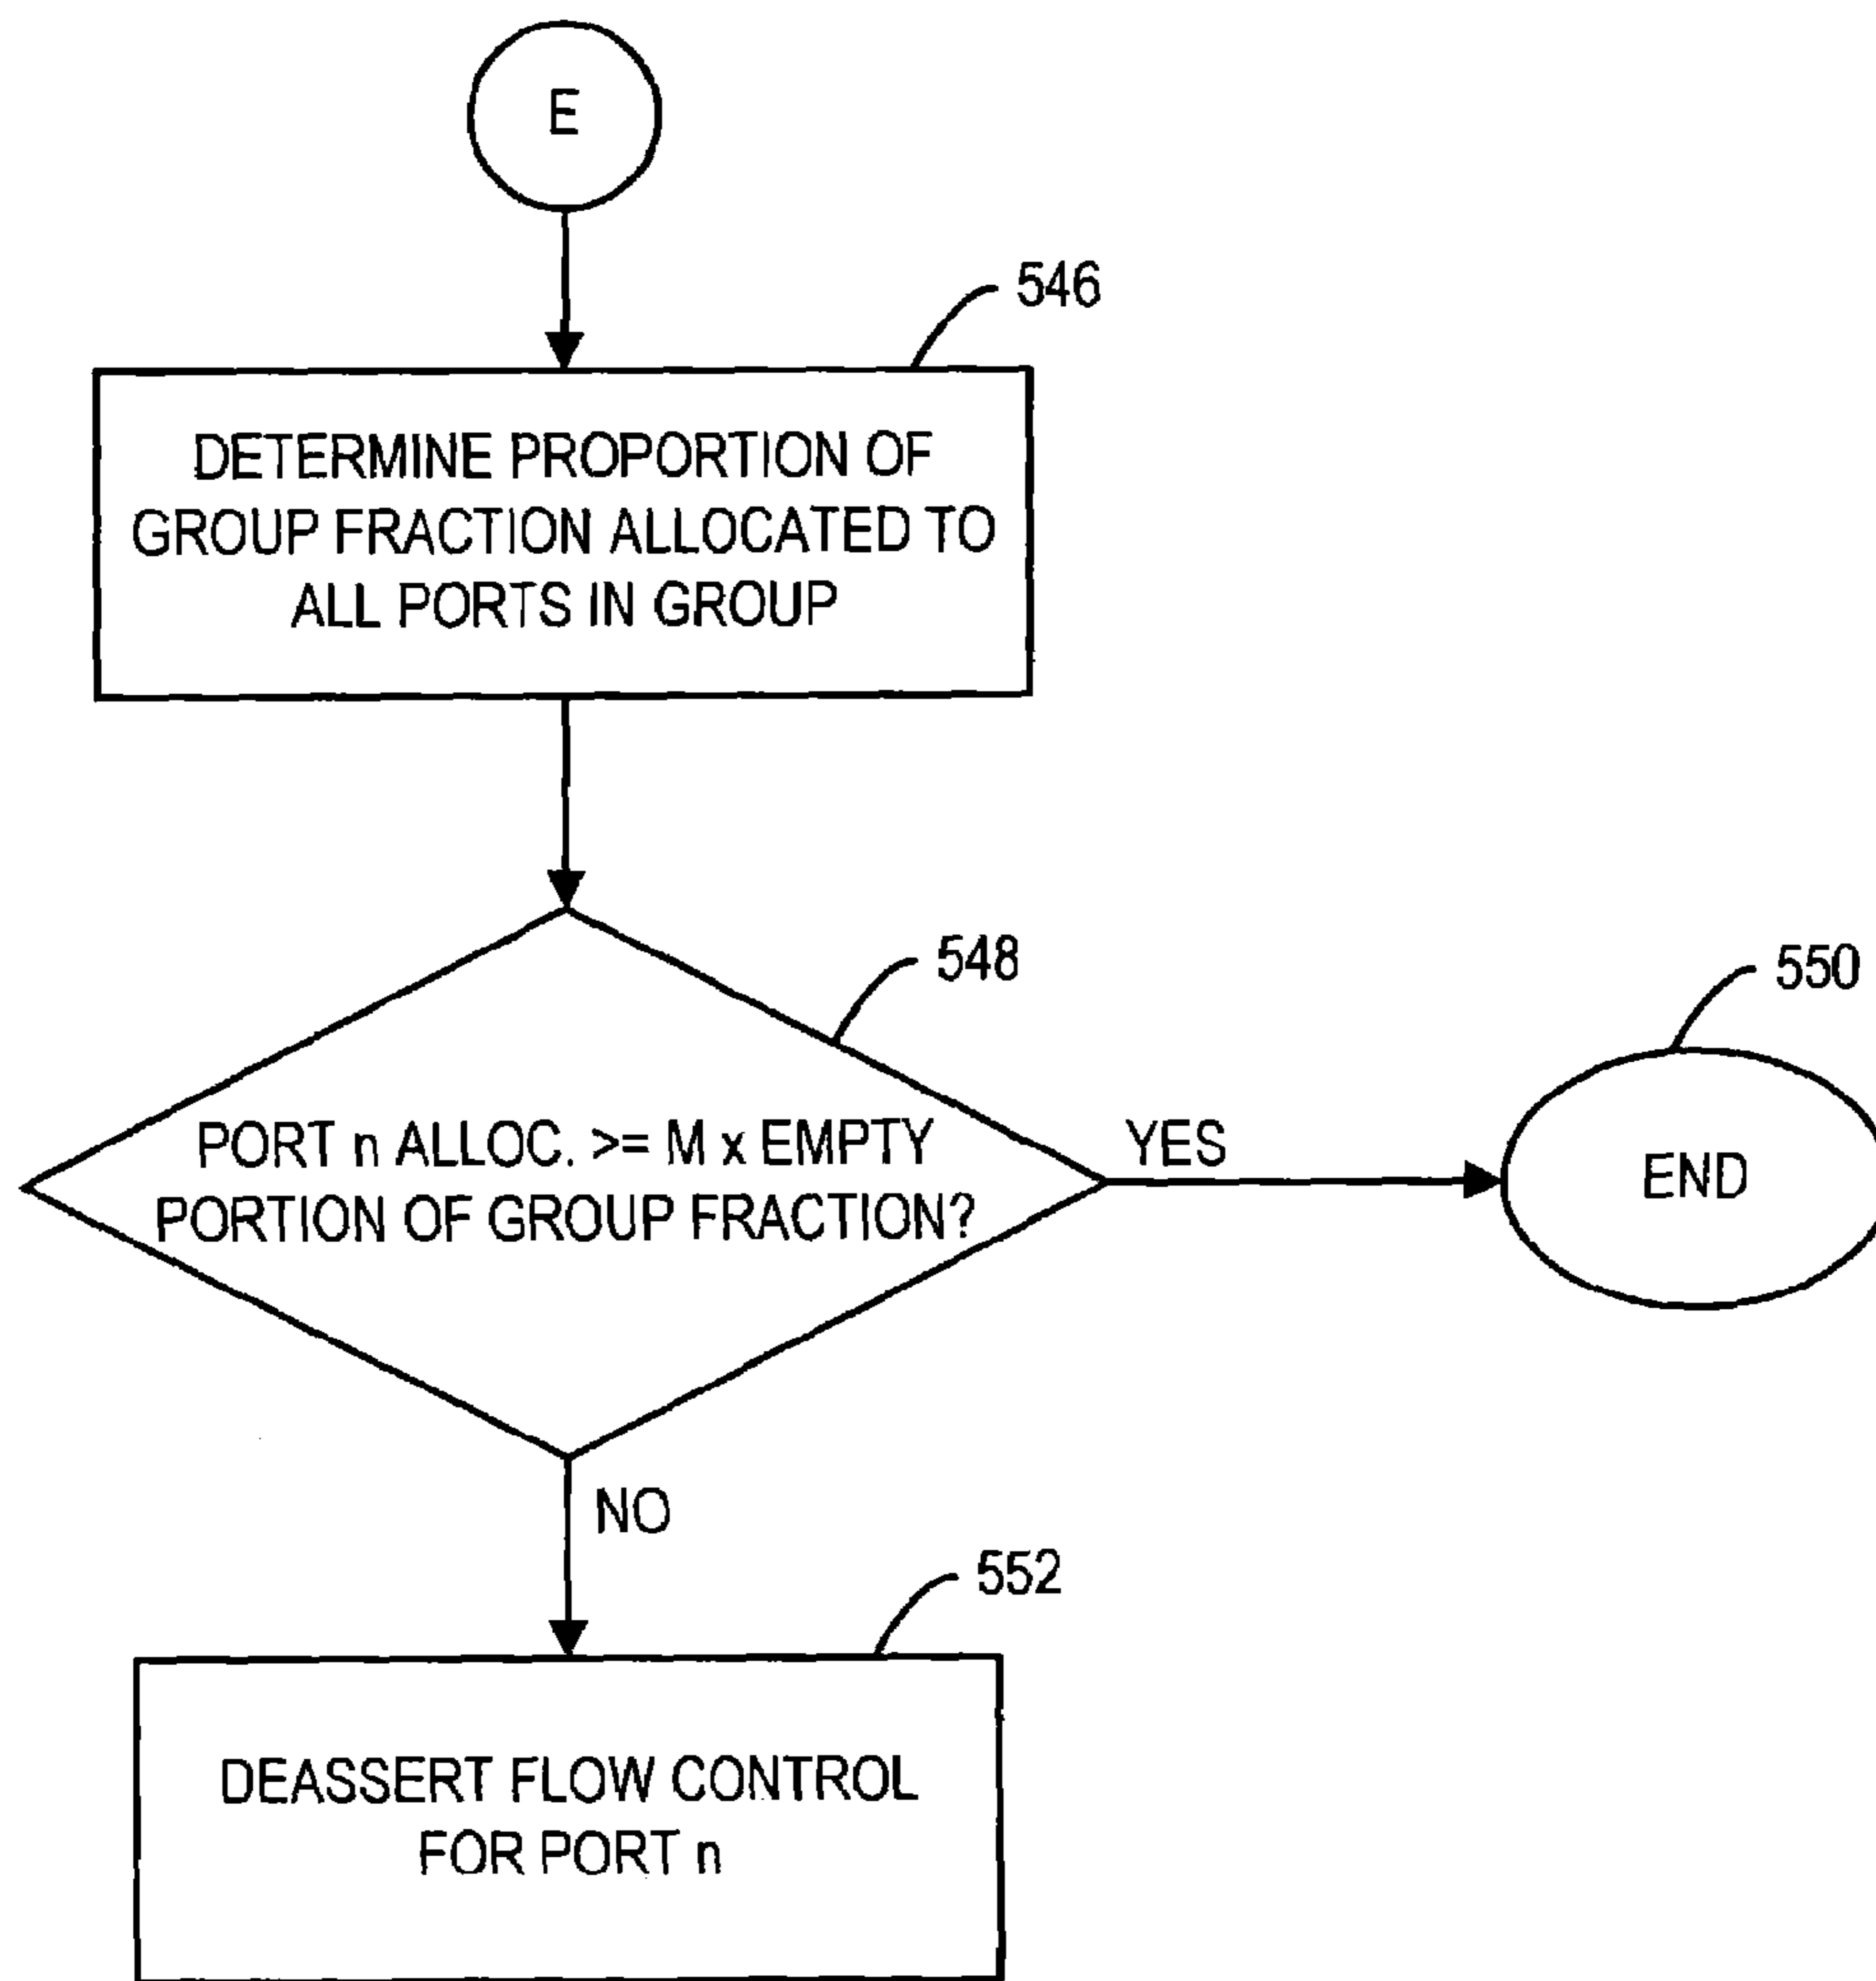 E
546
DETERMINE PROPORTION OF
GROUP FRACTION ALLOCATED TO
ALL PORTS IN GROUP
548
550
PORT n ALLOC. >= M x EMPTY
PORTION OF GROUP FRACTION?
YES
END
NO
552
DEASSERT FLOW CONTROL
FOR PORT n